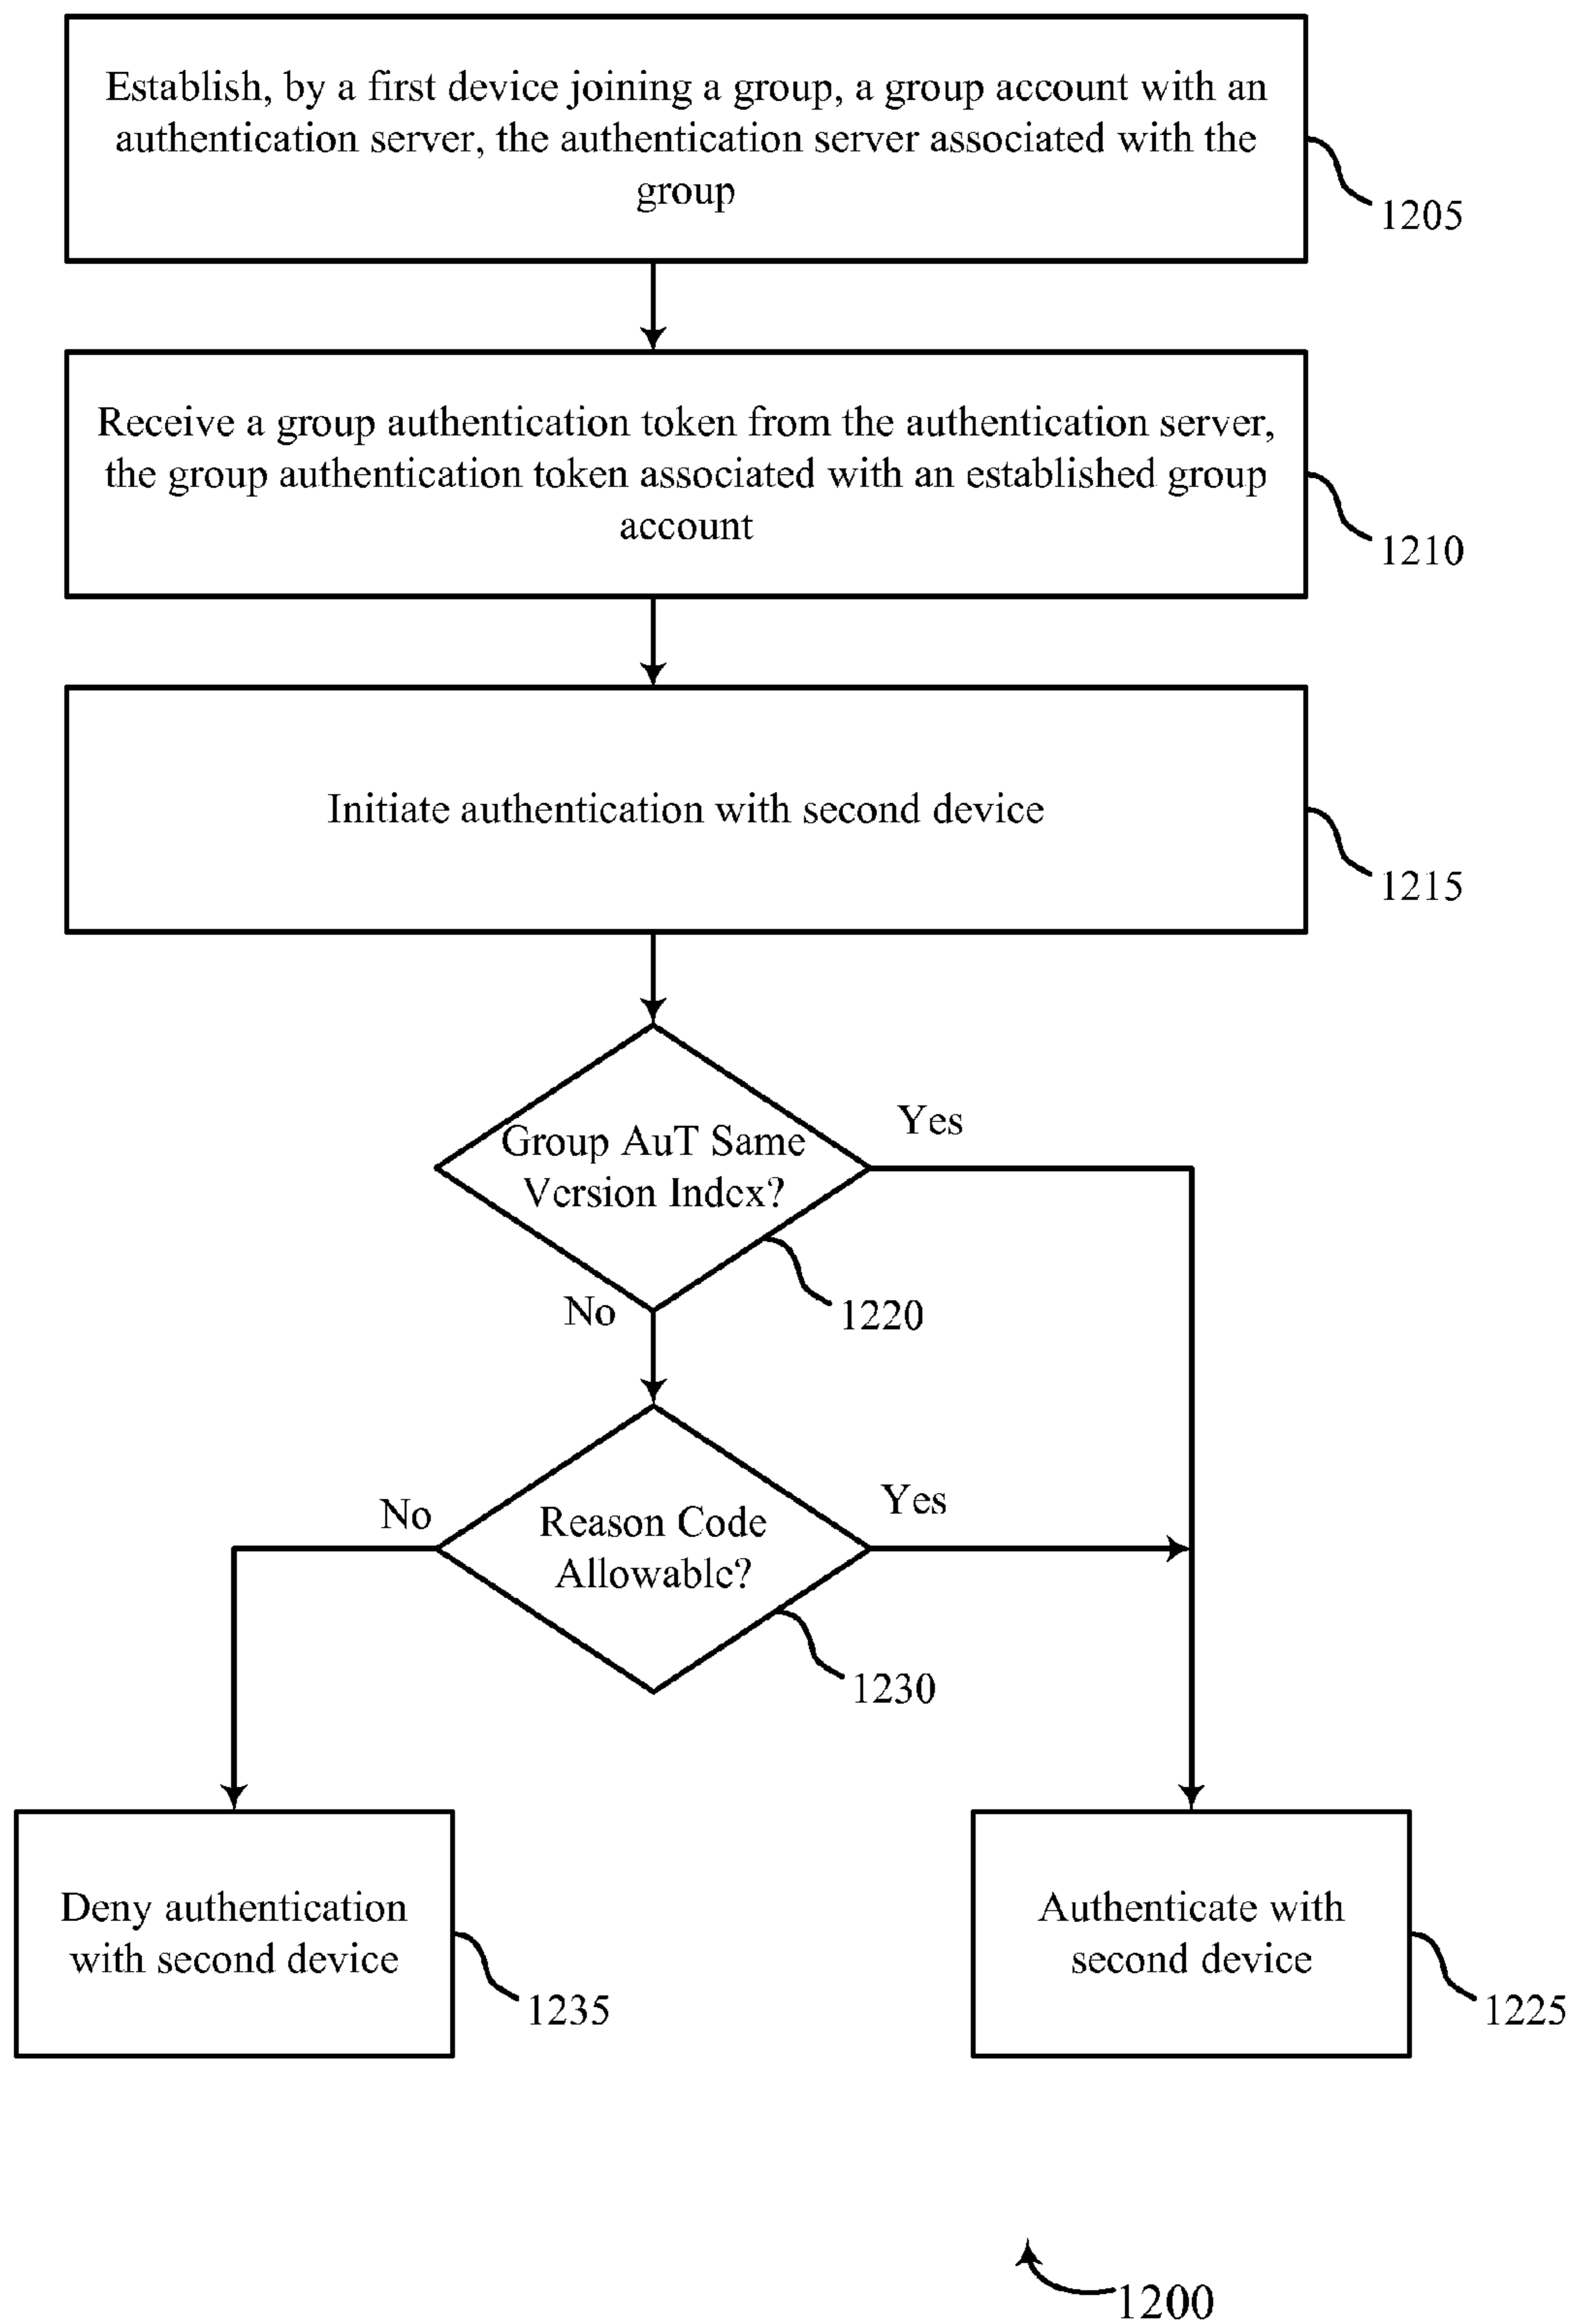 Establish, by a first device joining a group, a group account with an
authentication server, the authentication server associated with the
group
1205
Receive a group authentication token from the authentication server,
the group authentication token associated with an established group
account
1210
Initiate authentication with second device
1215
Group AuT Same
Version Index?
Yes
1220
No
Reason Code
Allowable?
No
Yes
1230
Deny authentication
with second device
1235
Authenticate with
second device
1225
1200